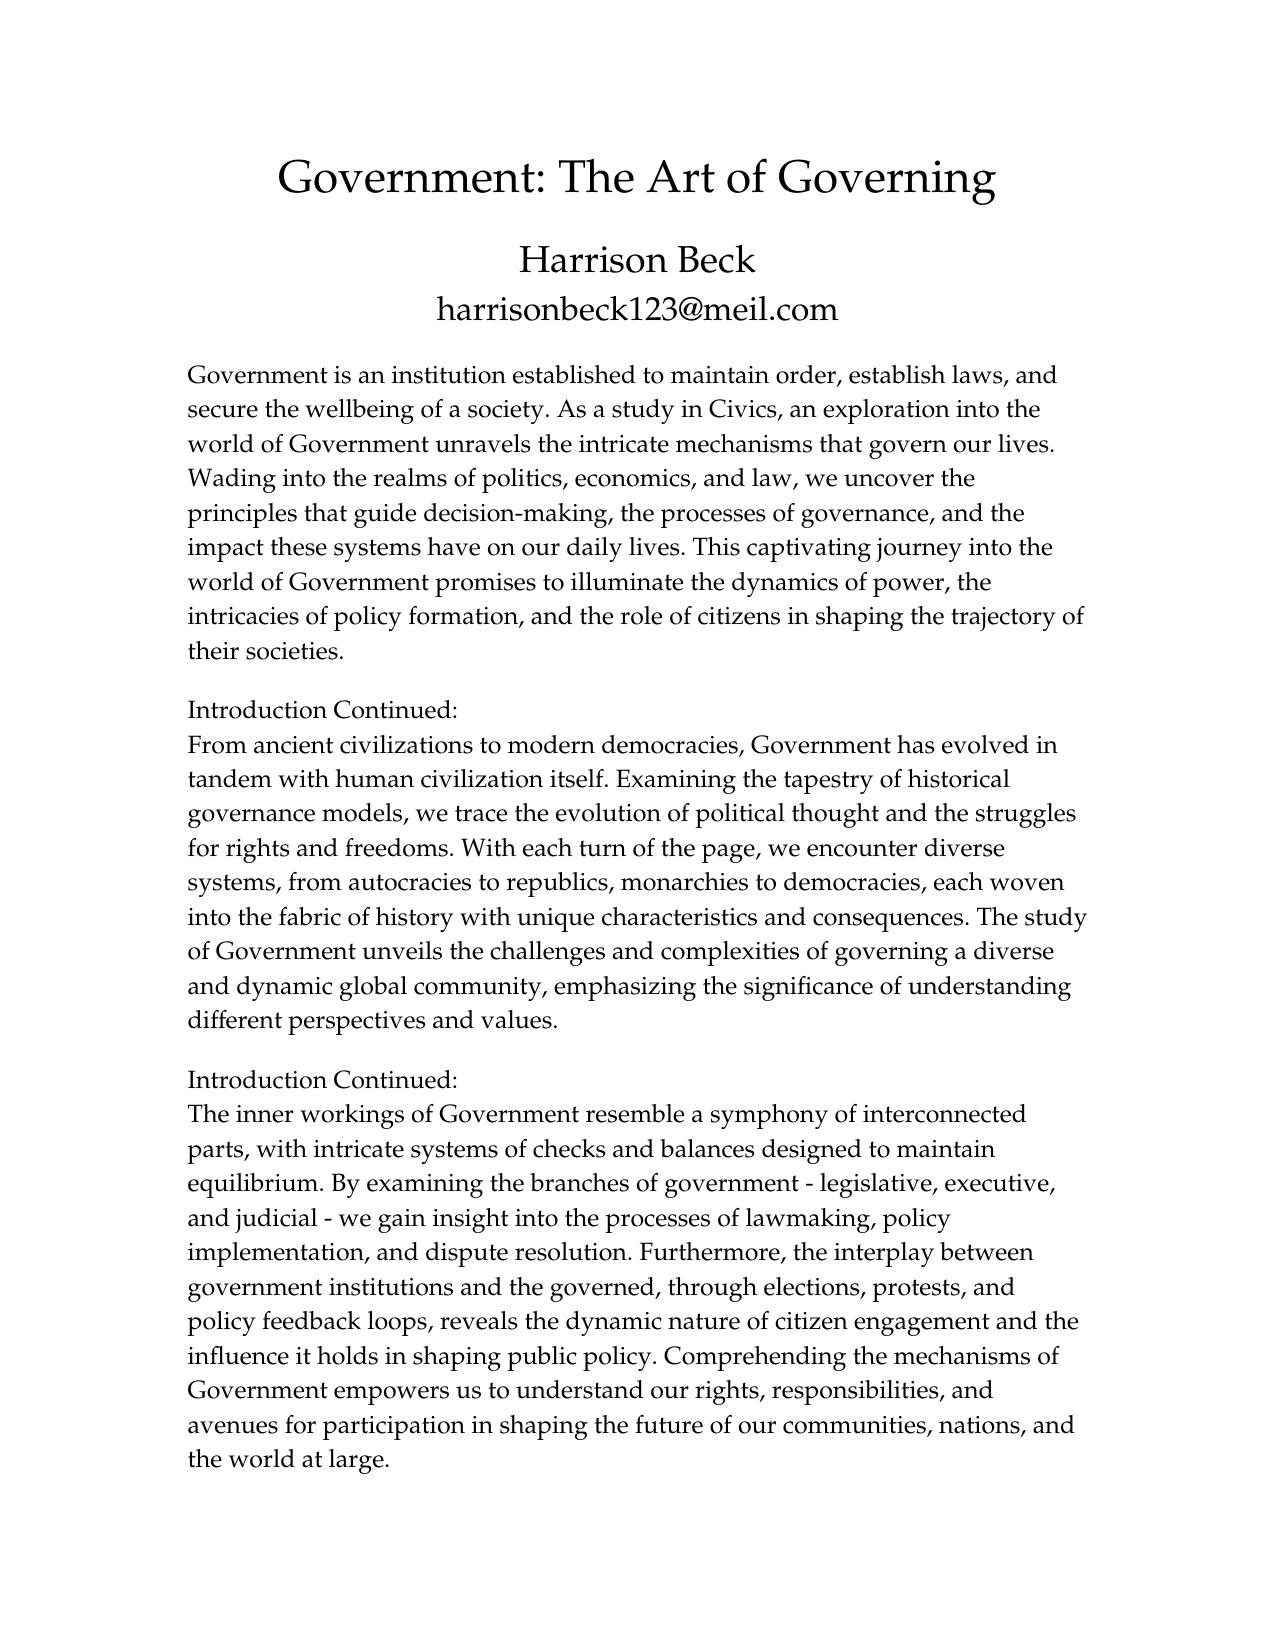 Government: The Art of Governing
Harrison Beck
harrisonbeck123@meil.com
Government is an institution established to maintain order, establish laws, and
secure the wellbeing of a society. As a study in Civics, an exploration into the
world of Government unravels the intricate mechanisms that govern our lives.
Wading into the realms of politics, economics, and law, we uncover the
principles that guide decision-making, the processes of governance, and the
impact these systems have on our daily lives. This captivating journey into the
world of Government promises to illuminate the dynamics of power, the
intricacies of policy formation, and the role of citizens in shaping the trajectory of
their societies.
Introduction Continued:
From ancient civilizations to modern democracies, Government has evolved in
tandem with human civilization itself. Examining the tapestry of historical
governance models, we trace the evolution of political thought and the struggles
for rights and freedoms. With each turn of the page, we encounter diverse
systems, from autocracies to republics, monarchies to democracies, each woven
into the fabric of history with unique characteristics and consequences. The study
of Government unveils the challenges and complexities of governing a diverse
and dynamic global community, emphasizing the significance of understanding
different perspectives and values.
Introduction Continued:
The inner workings of Government resemble a symphony of interconnected
parts, with intricate systems of checks and balances designed to maintain
equilibrium. By examining the branches of government - legislative, executive,
and judicial - we gain insight into the processes of lawmaking, policy
implementation, and dispute resolution. Furthermore, the interplay between
government institutions and the governed, through elections, protests, and
policy feedback loops, reveals the dynamic nature of citizen engagement and the
influence it holds in shaping public policy. Comprehending the mechanisms of
Government empowers us to understand our rights, responsibilities, and
avenues for participation in shaping the future of our communities, nations, and
the world at large.